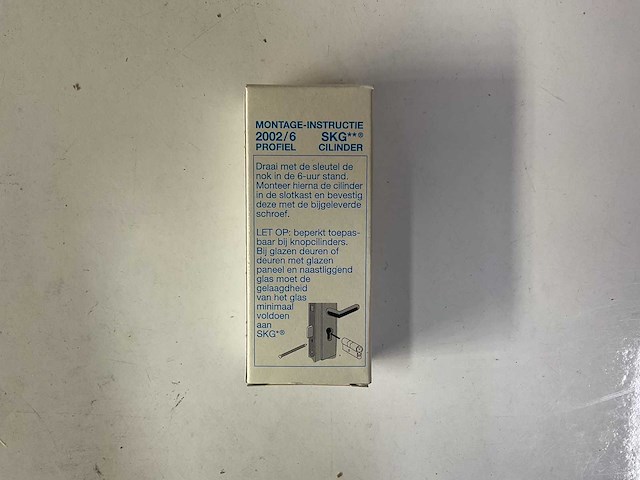 MONTAGE-INSTRUCTIE
2002/6 SKG**®
PROFIEL CILINDER
Draai met de sleutel de
nok in de 6-uur stand.
Monteer hierna de cilinder
in de slotkast en bevestig
deze met de bijgeleverde
schroef.
LET OP: beperkt toepas-
baar bij knopcilinders.
Bij glazen deuren of
deuren met glazen
paneel en naastliggend
glas moet de
gelaagdheid
van het glas
minimaal
voldoen
aan
SKG*®